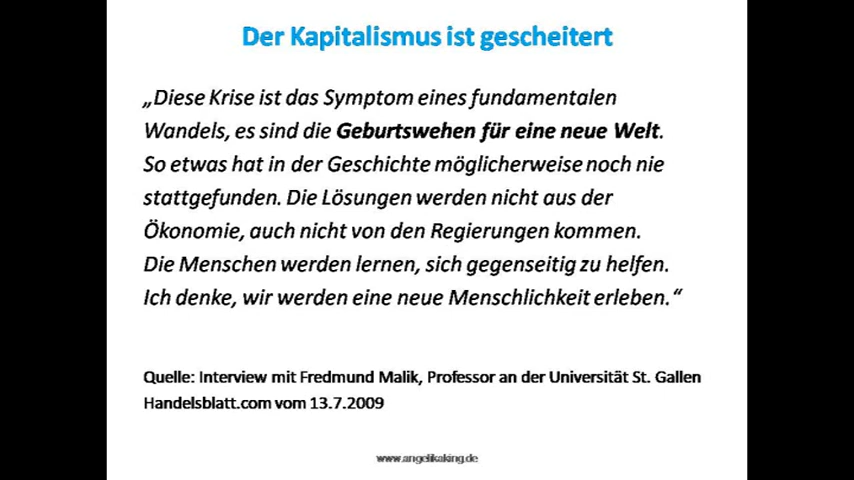 Der Kapitalismus ist gescheitert
„Diese Krise ist das Symptom eines fundamentalen
Wandels, es sind die Geburtswehen für eine neue Welt.
So etwas hat in der Geschichte möglicherweise noch nie
stattgefunden. Die Lösungen werden nicht aus der
Ökonomie, auch nicht von den Regierungen kommen.
Die Menschen werden lernen, sich gegenseitig zu helfen.
Ich denke, wir werden eine neue Menschlichkeit erleben.“
Quelle: Interview mit Fredmund Malik, Professor an der Universität St. Gallen
Handelsblatt.com vom 13.7.2009
www.angelikaking.de